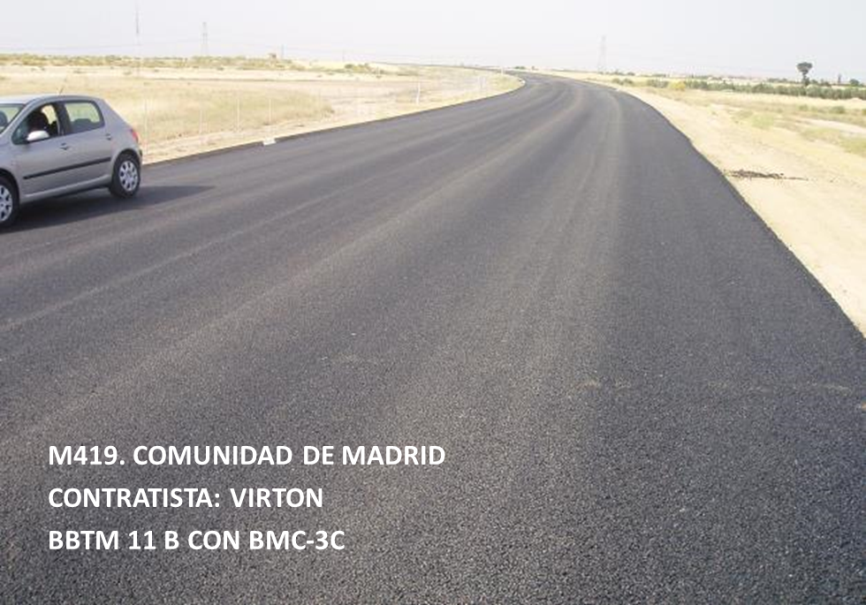 M419. COMUNIDAD DE MADRID
CONTRATISTA: VIRTON
BBTM 11 B CON BMC-3C